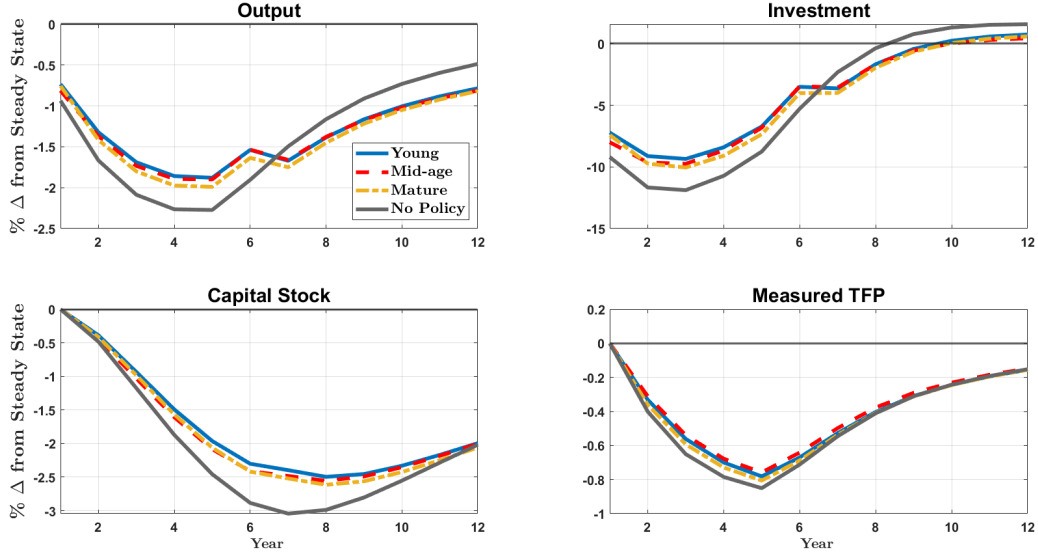 Output
% Δ from Steady State
0
-0.5
-1
-1.5
-2
-2.5
2 4 6 8 10 12
Young
Mid-age
Mature
No Policy
Investment
0
-5
-10
-15
2 4 6 8 10 12
Capital Stock
% Δ from Steady State
0
-0.5
-1
-1.5
-2
-2.5
-3
2 4 6 8 10 12
Year
Measured TFP
0.2
0
-0.2
-0.4
-0.6
-0.8
-1
2 4 6 8 10 12
Year